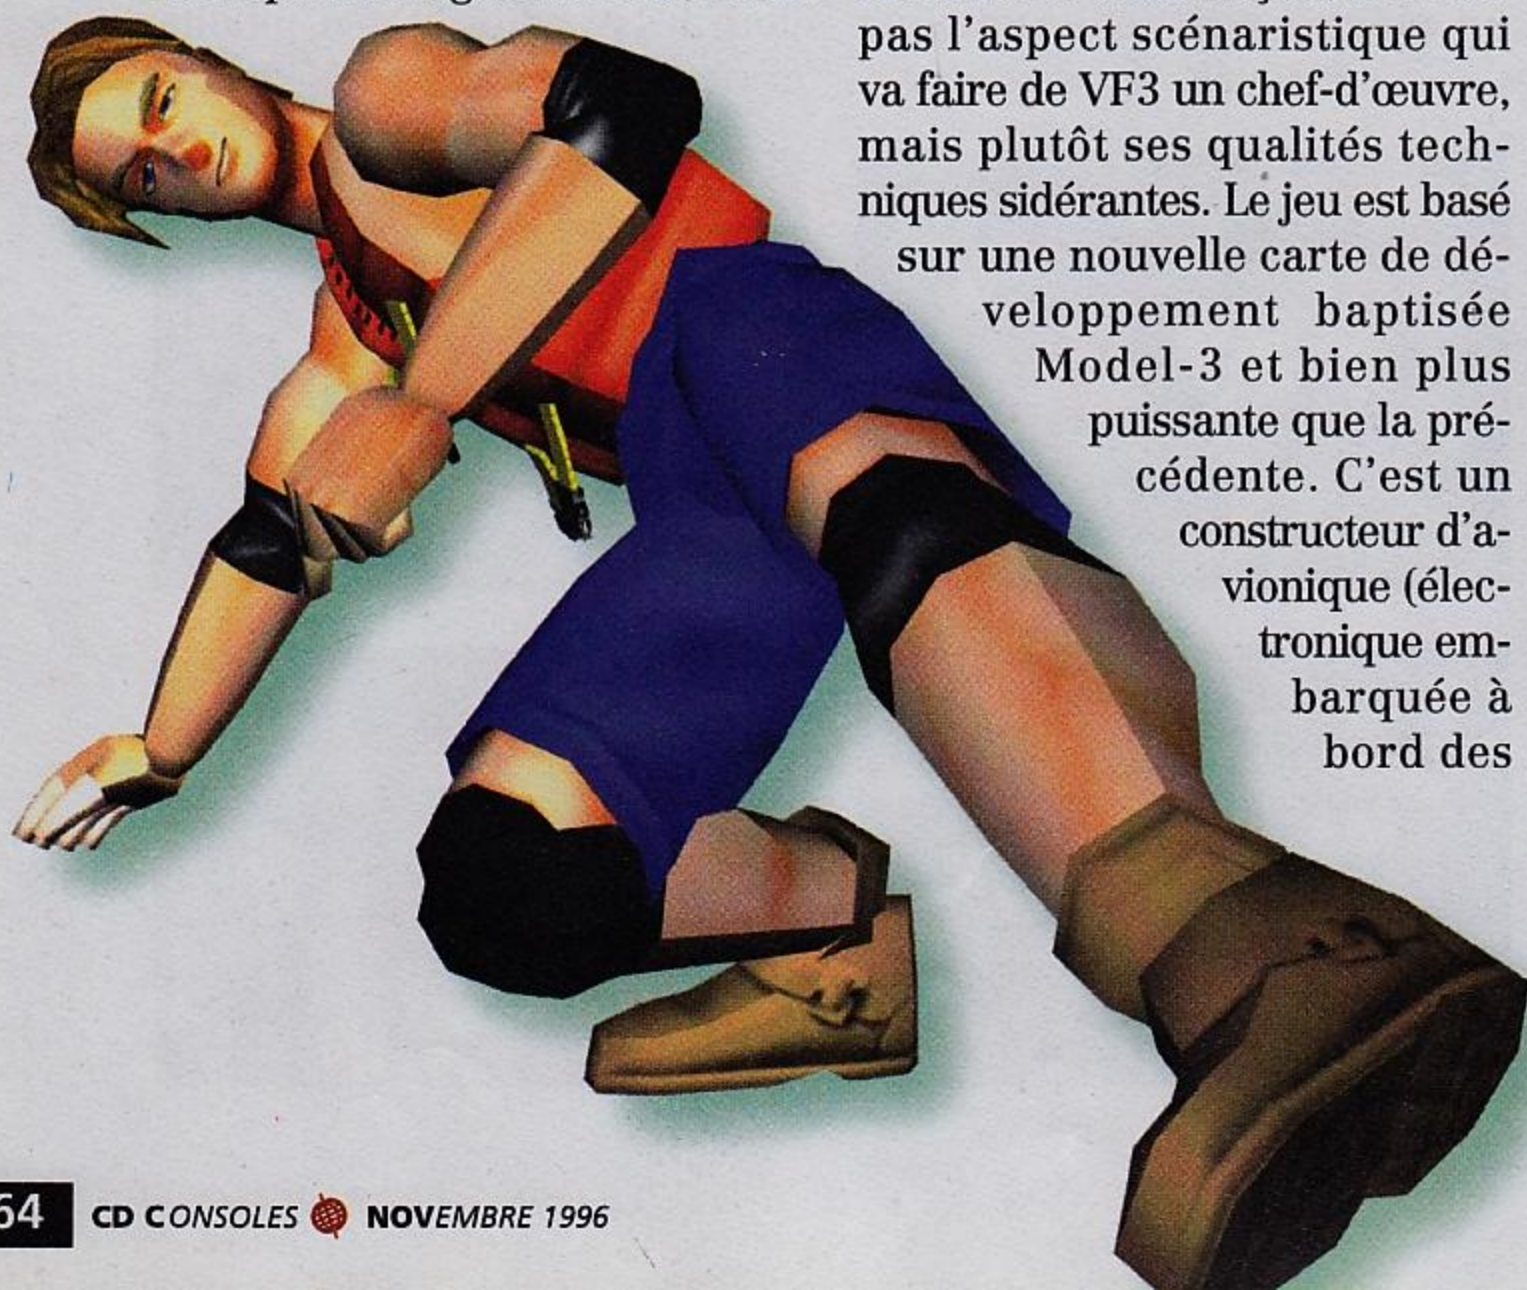 pas l'aspect scénaristique qui
va faire de VF3 un chef-d'œuvre,
mais plutôt ses qualités tech-
niques sidérantes. Le jeu est basé
sur une nouvelle carte de dé-
veloppement baptisée
Model-3 et bien plus
puissante que la pré-
cédente. C'est un
constructeur d'a-
vionique (élec-
tronique em-
barquée à
bord des
64 CD CONSOLES NOVEMBRE 1996